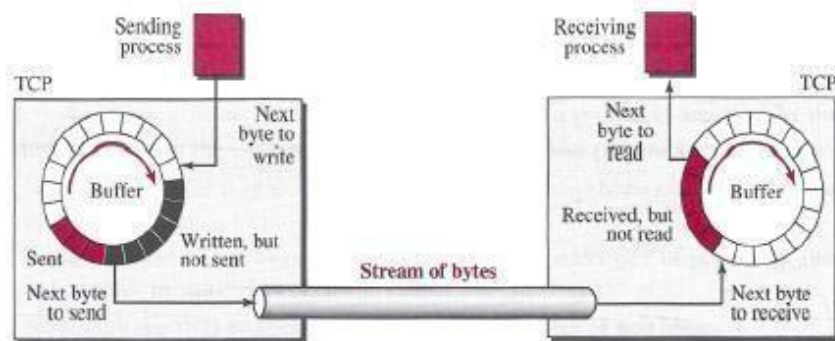 Sending
process
Receiving
process
TCP
TCP
Next
byte to
write
Next
byte to
read
Buffer
Buffer
Written, but
not sent
Received, but
not read
Sent
Stream of bytes
Next byte
to send
Next byte
to receive